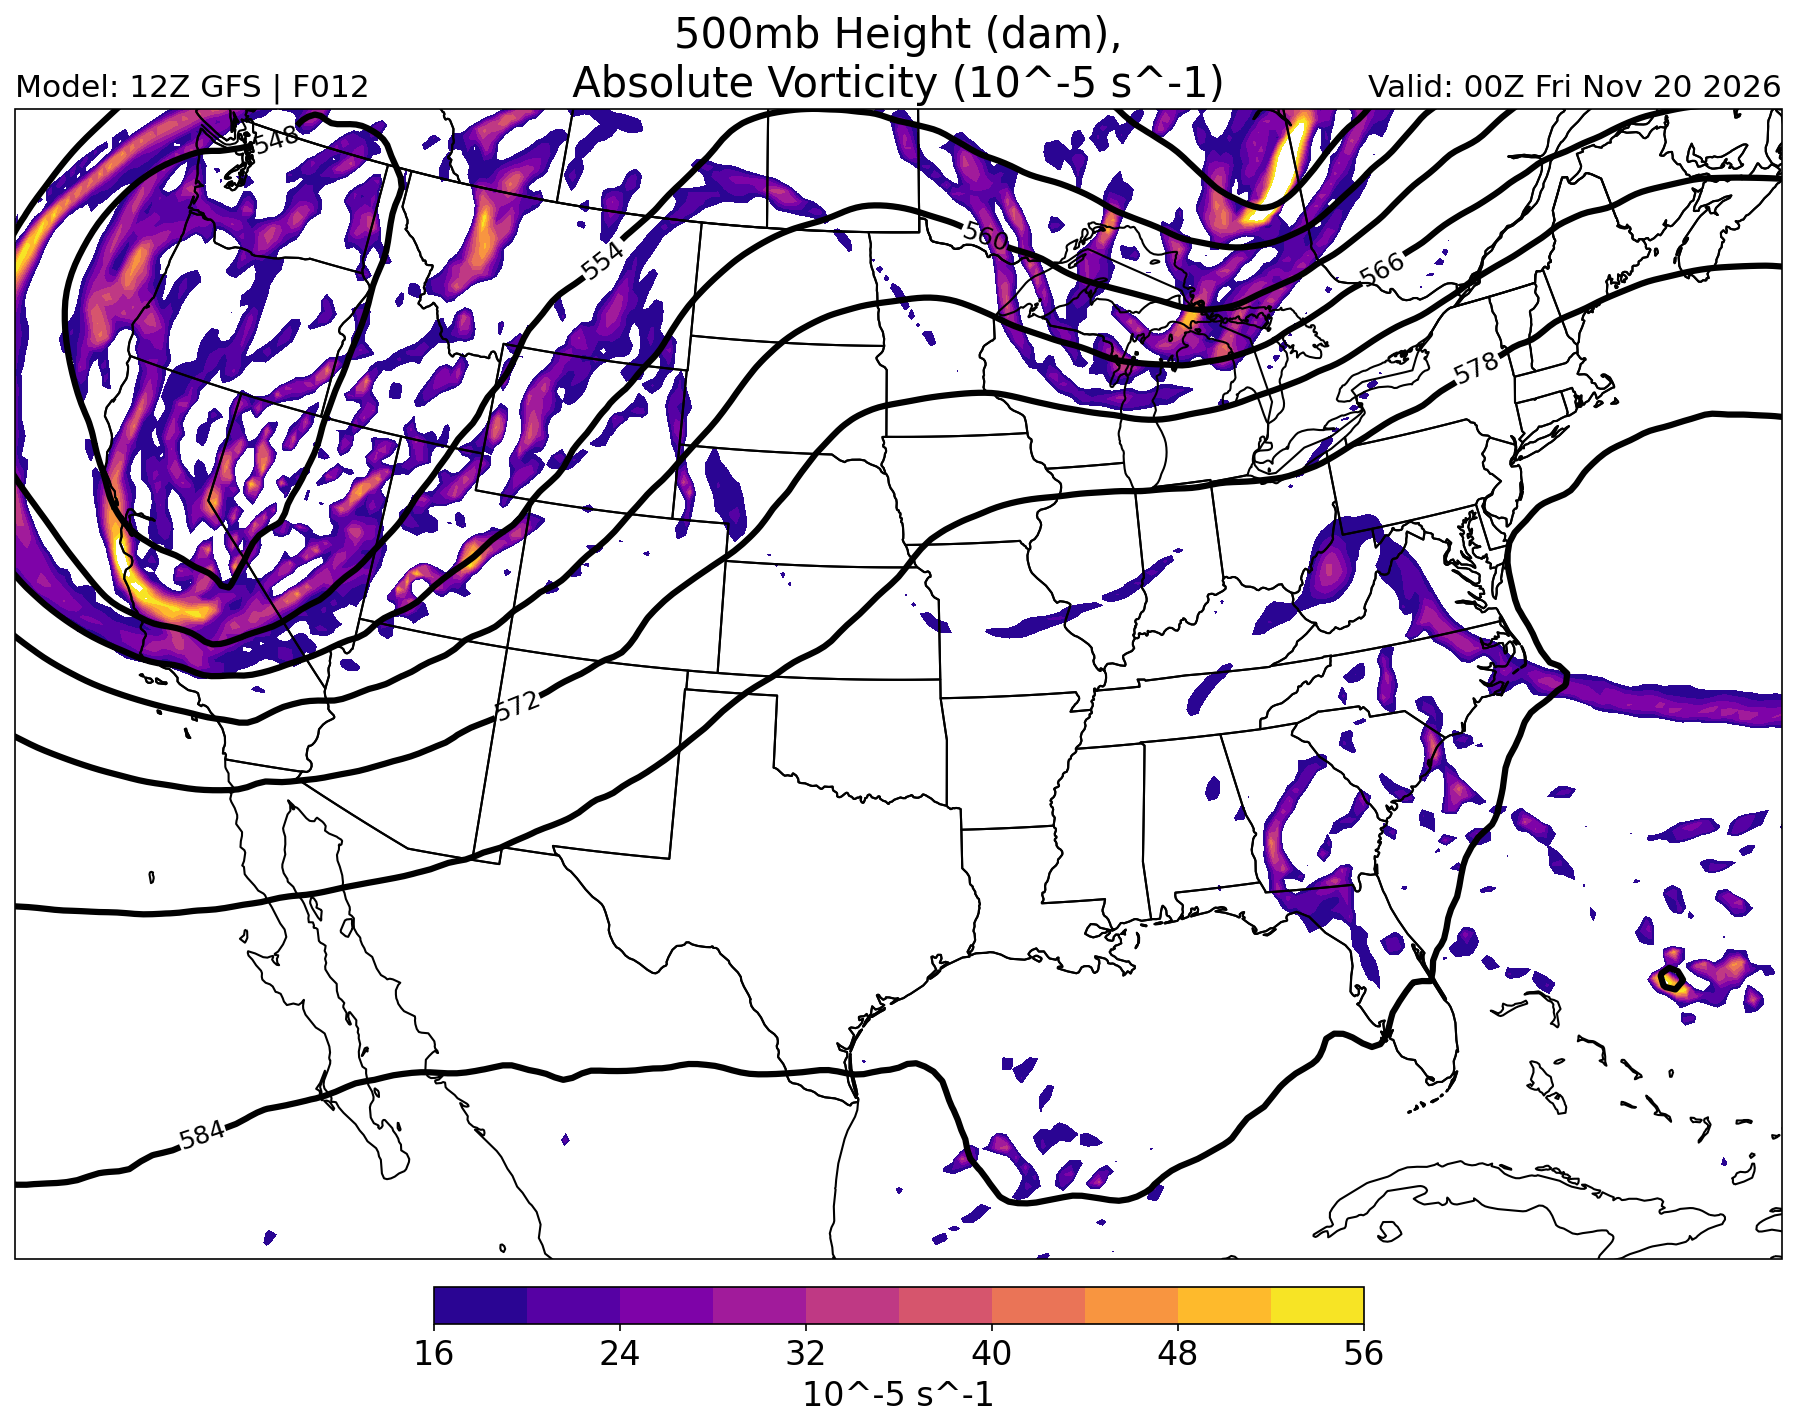 500mb Height (dam),
Absolute Vorticity (10^-5 s^-1)
Model: 12Z GFS | F012
Valid: 00Z Fri Nov 20 2026
548
554
560
566
578
572
584
16 24 32 40 48 56
10^-5 s^-1